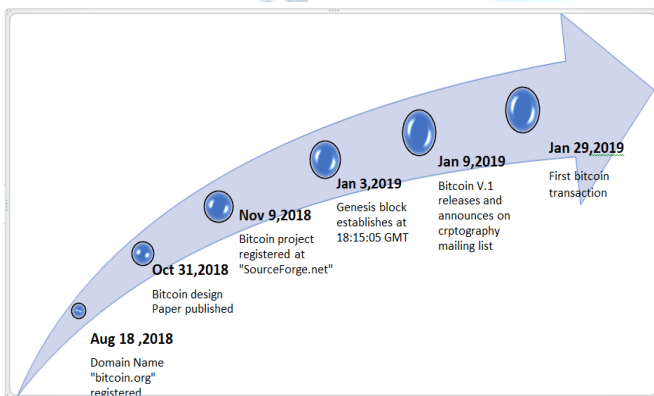 Aug 18 ,2018
Domain Name
"bitcoin.org"
registered
Oct 31,2018
Bitcoin design
Paper published
Nov 9,2018
Bitcoin project
registered at
"SourceForge.net"
Jan 3,2019
Genesis block
establishes at
18:15:05 GMT
Jan 9,2019
Bitcoin V.1
releases and
announces on
crptography
mailing list
Jan 29,2019
First bitcoin
transaction